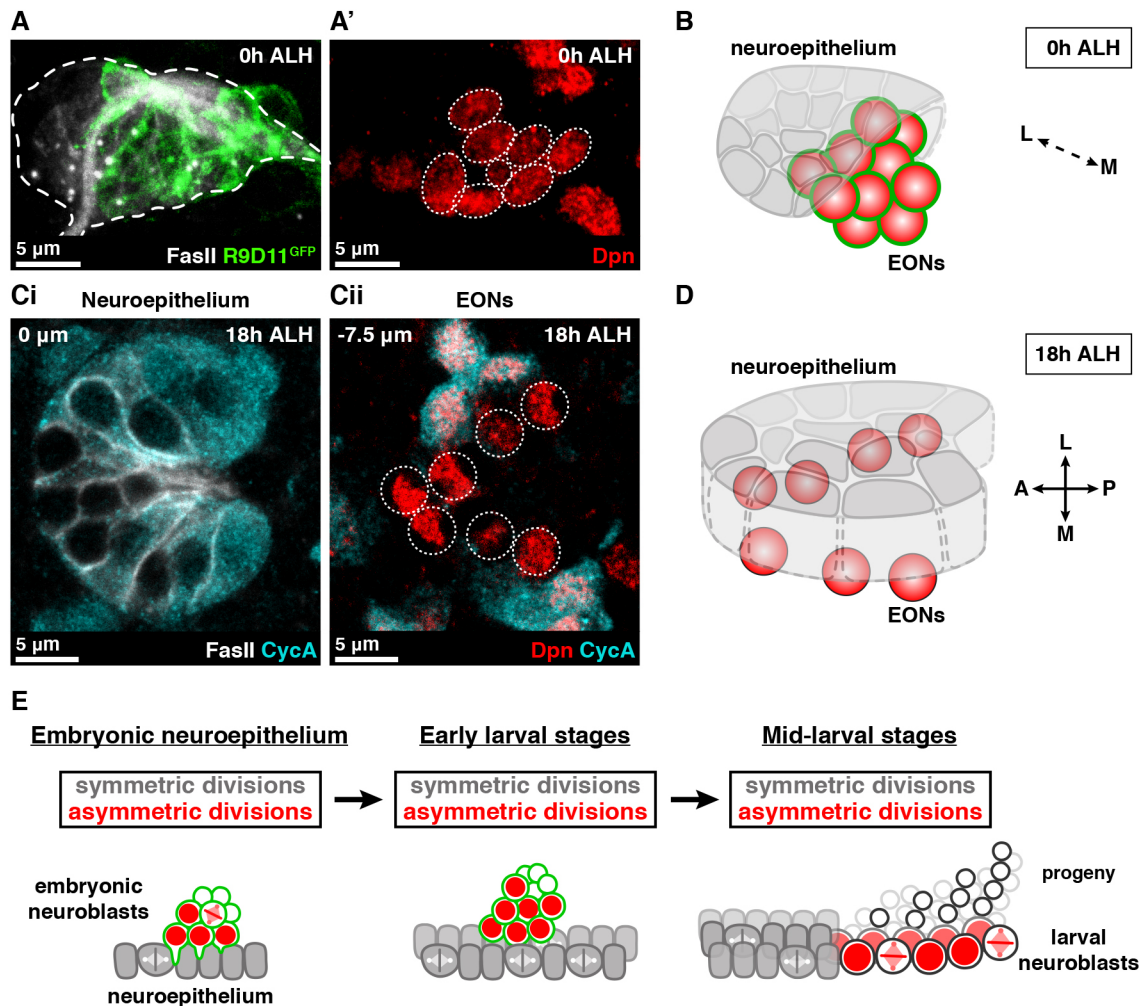 A
0h ALH
5 µm
FasII R9D11GFP
A’
0h ALH
5 µm
Dpn
B
neuroepithelium
0h ALH
L
M
EONs
Ci
Neuroepithelium
0 µm
18h ALH
5 µm
FasII CycA
Cii
EONs
-7.5 µm
18h ALH
5 µm
Dpn CycA
D
neuroepithelium
18h ALH
L
A
P
M
EONs
E
Embryonic neuroepithelium
symmetric divisions
asymmetric divisions
Early larval stages
symmetric divisions
asymmetric divisions
Mid-larval stages
symmetric divisions
asymmetric divisions
embryonic
neuroblasts
neuroepithelium
progeny
larval
neuroblasts